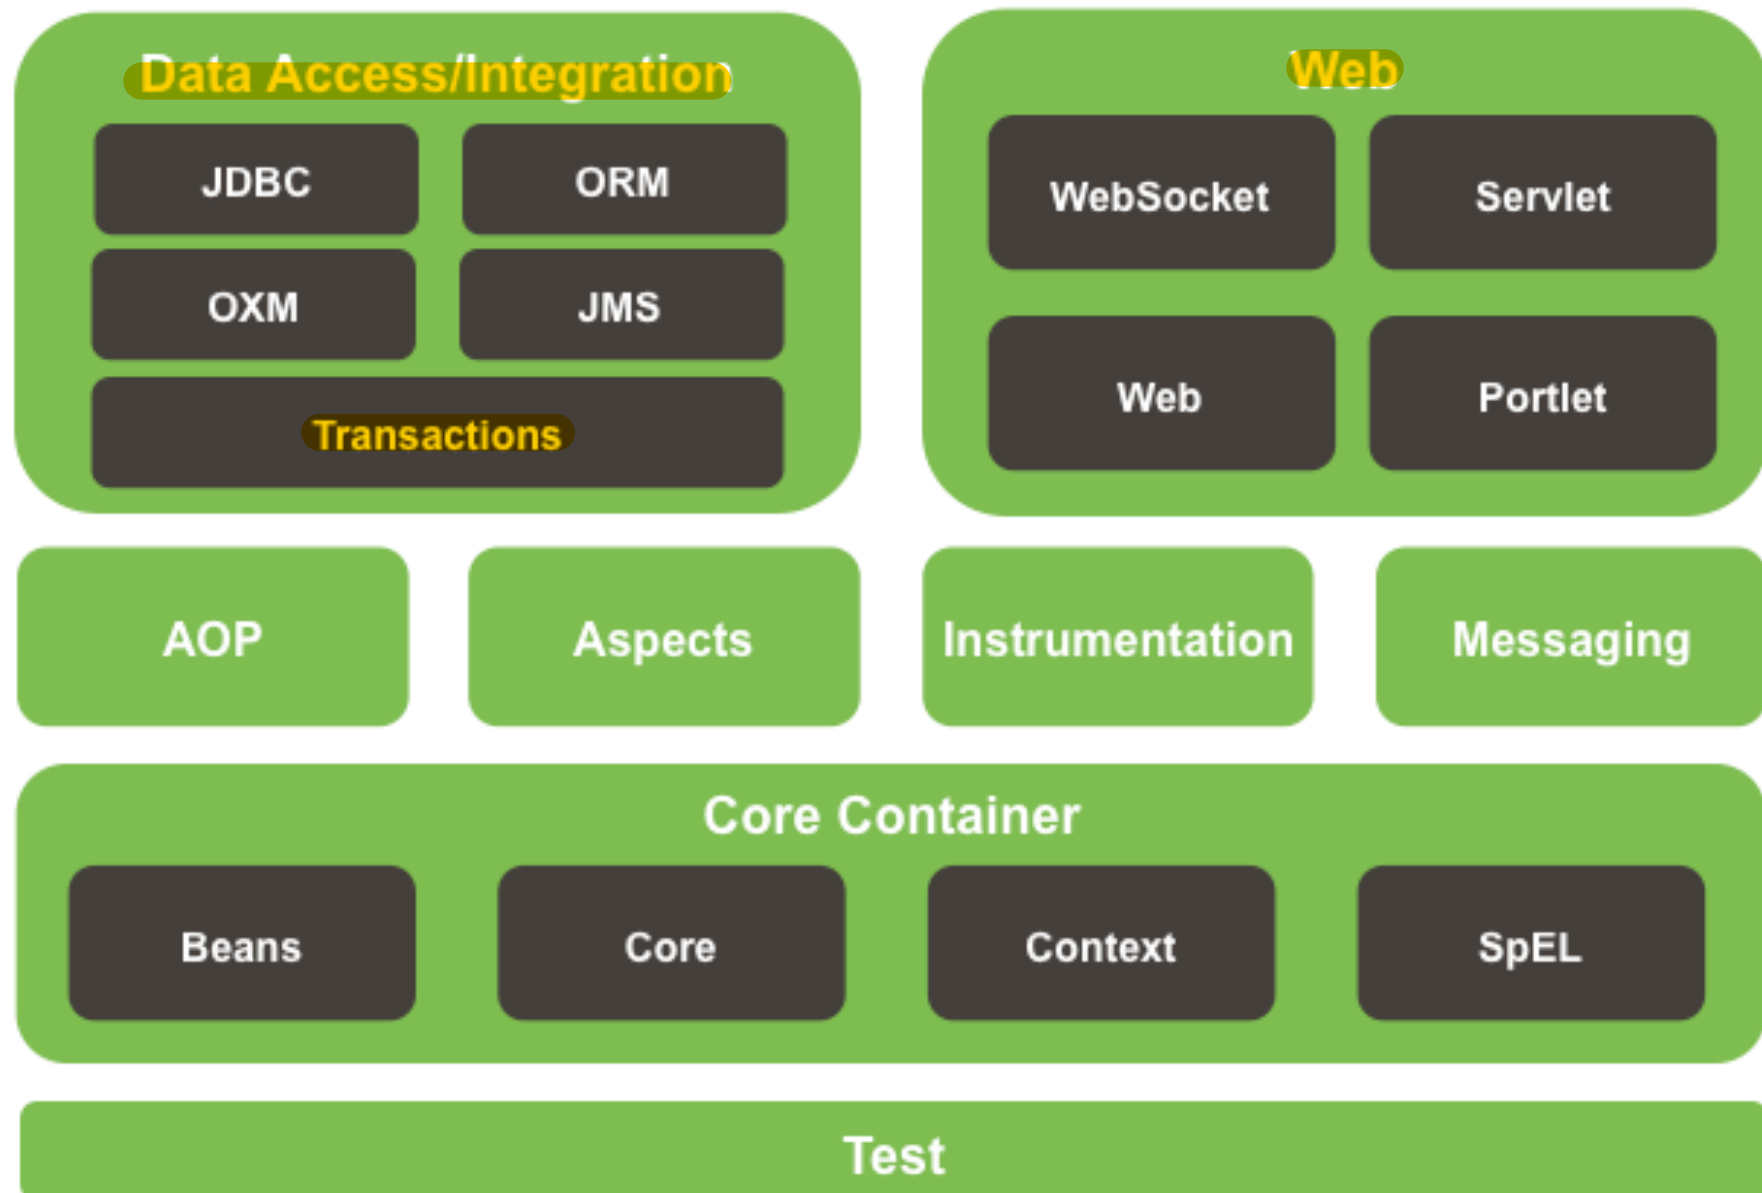 Data Access/Integration
JDBC
ORM
OXM
JMS
Transactions
Web
WebSocket
Servlet
Web
Portlet
AOP
Aspects
Instrumentation
Messaging
Core Container
Beans
Core
Context
SpEL
Test